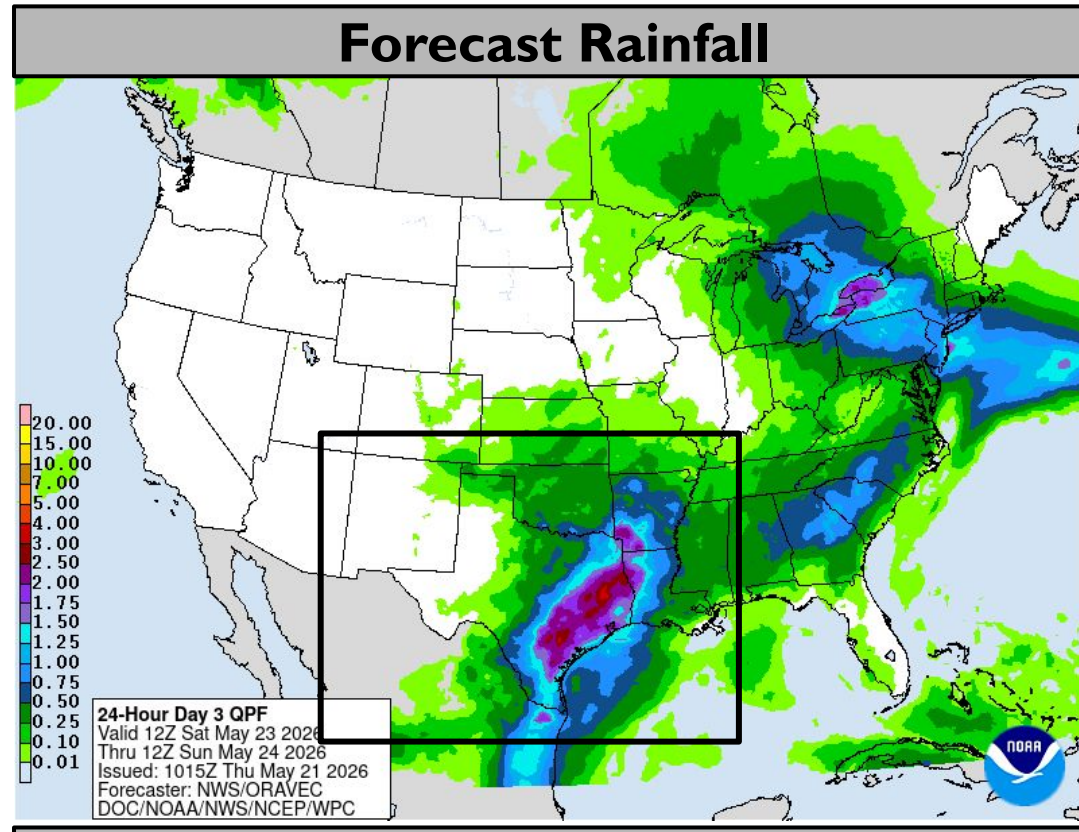 Forecast Rainfall
20.00
15.00
10.00
7.00
5.00
4.00
3.00
2.50
2.00
1.75
1.50
1.25
1.00
0.75
0.50
0.25
0.10
0.01
24-Hour Day 3 QPF
Valid 12Z Sat May 23 2026
Thru 12Z Sun May 24 2026
Issued: 1015Z Thu May 21 2026
Forecaster: NWS/ORAVEC
DOC/NOAA/NWS/NCEP/WPC
NOAA